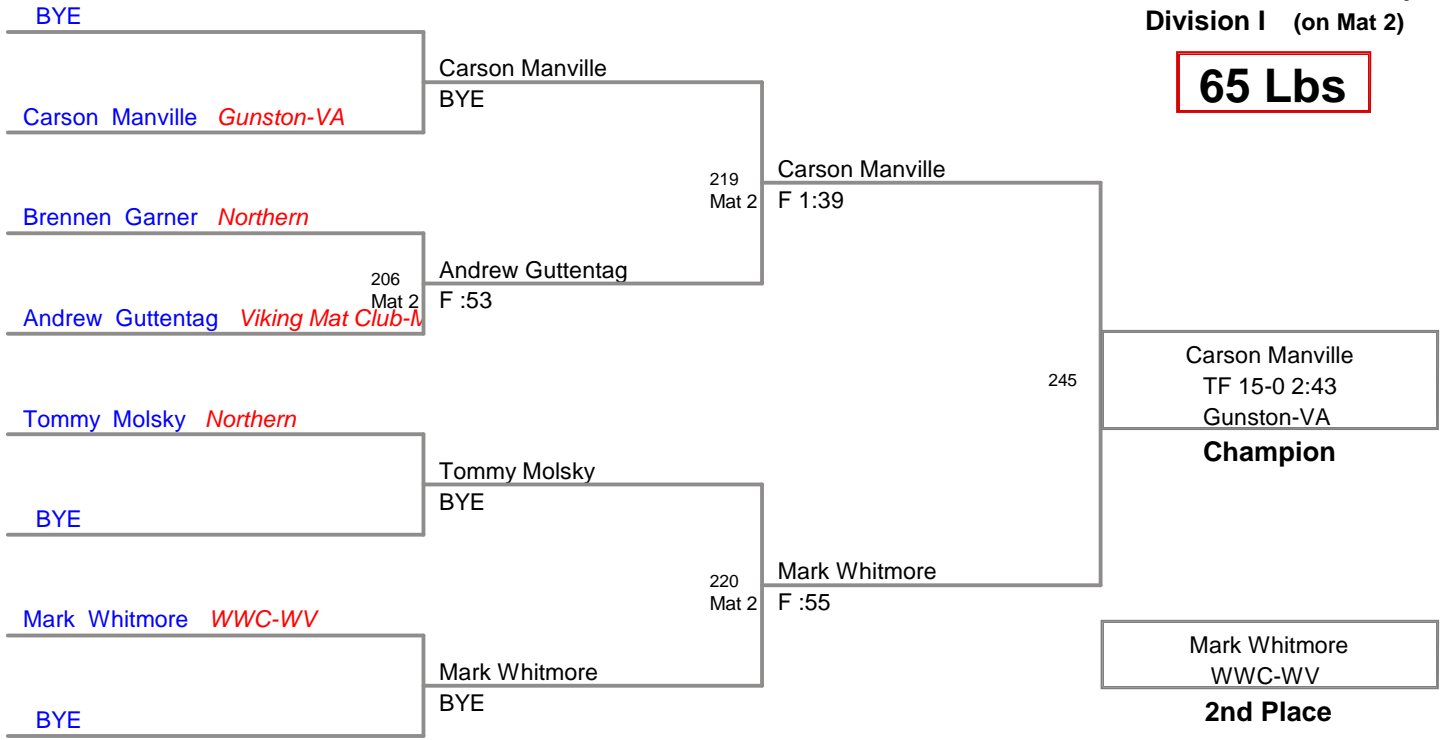 BYE
Division I (on Mat 2)
65 Lbs
Carson Manville
BYE
Carson Manville Gunston-VA
219
Mat 2
Carson Manville
F 1:39
Brennen Garner Northern
206
Mat 2
Andrew Guttentag
F :53
Andrew Guttentag Viking Mat Club-M
245
Carson Manville
TF 15-0 2:43
Gunston-VA
Champion
Tommy Molsky Northern
Tommy Molsky
BYE
BYE
220
Mat 2
Mark Whitmore
F :55
Mark Whitmore WWC-WV
Mark Whitmore
BYE
BYE
Mark Whitmore
WWC-WV
2nd Place